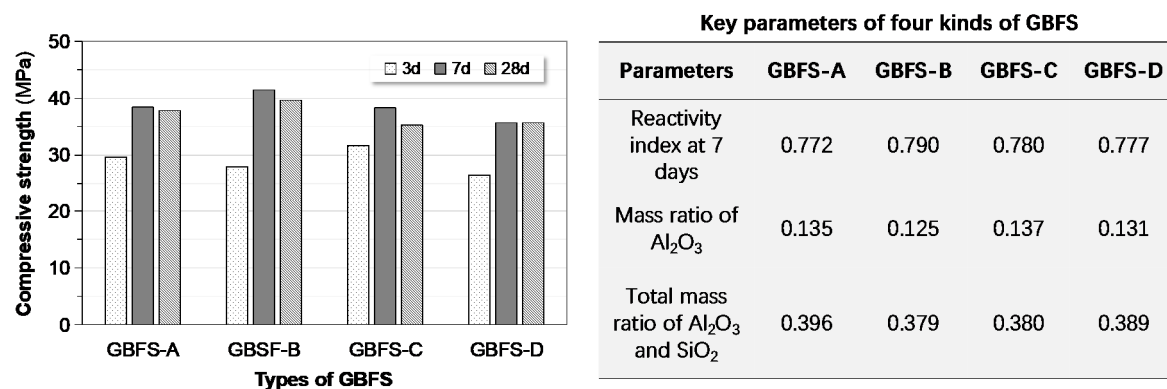 50
40
30
20
10
0
Compressive strength (MPa)
3d 7d 28d
GBFS-A GBSF-B GBFS-C GBFS-D
Types of GBFS
Key parameters of four kinds of GBFS
Parameters GBFS-A GBFS-B GBFS-C GBFS-D
Reactivity
index at 7
days
0.772 0.790 0.780 0.777
Mass ratio of
Al₂O₃
0.135 0.125 0.137 0.131
Total mass
ratio of Al₂O₃
and SiO₂
0.396 0.379 0.380 0.389